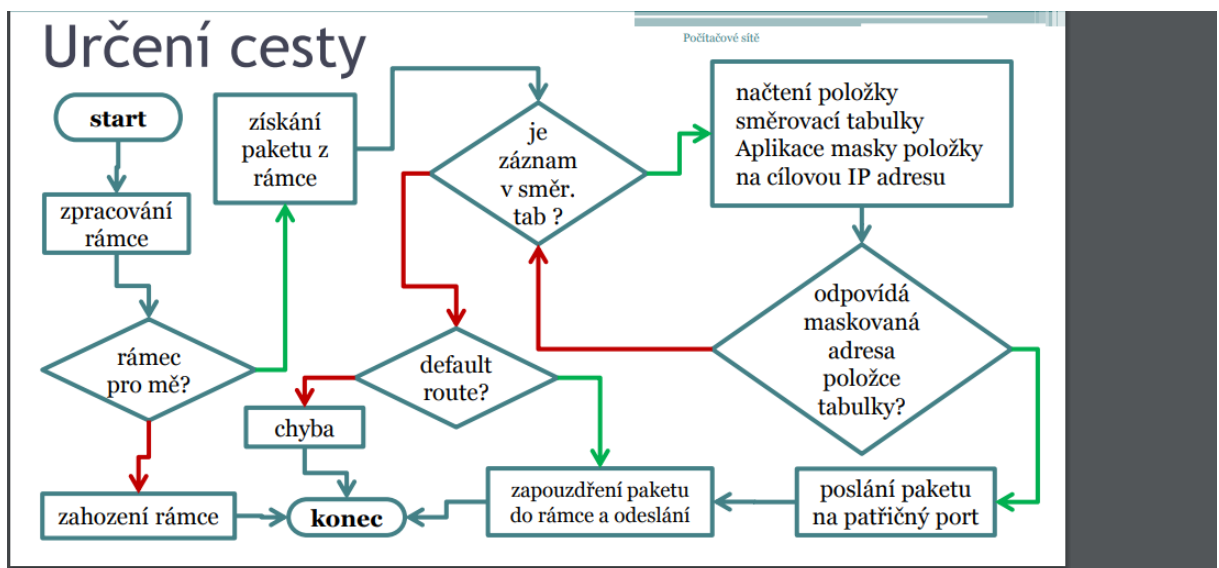 Určení cesty
Počítačové sítě
start
zpracování
rámce
rámec
pro mě?
zahození rámce
získání
paketu z
rámce
je
záznam
v směr.
tab ?
default
route?
chyba
konec
načtení položky
směrovací tabulky
Aplikace masky položky
na cílovou IP adresu
odpovídá
maskovaná
adresa
položce
tabulky?
poslání paketu
na patřičný port
zapouzdření paketu
do rámce a odeslání